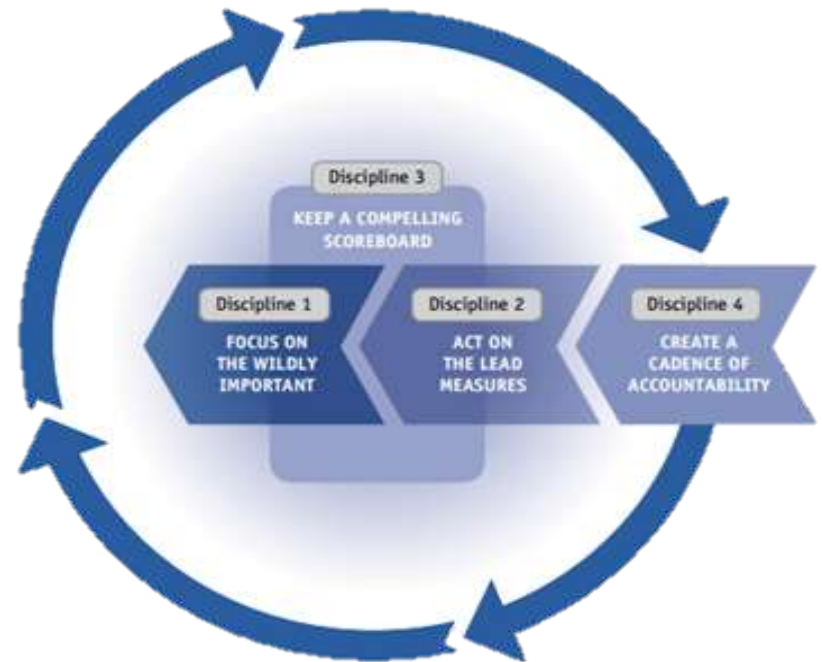 Discipline 3
KEEP A COMPELLING
SCOREBOARD
Discipline 1
FOCUS ON
THE WILDLY
IMPORTANT
Discipline 2
ACT ON
THE LEAD
MEASURES
Discipline 4
CREATE A
CADENCE OF
ACCOUNTABILITY